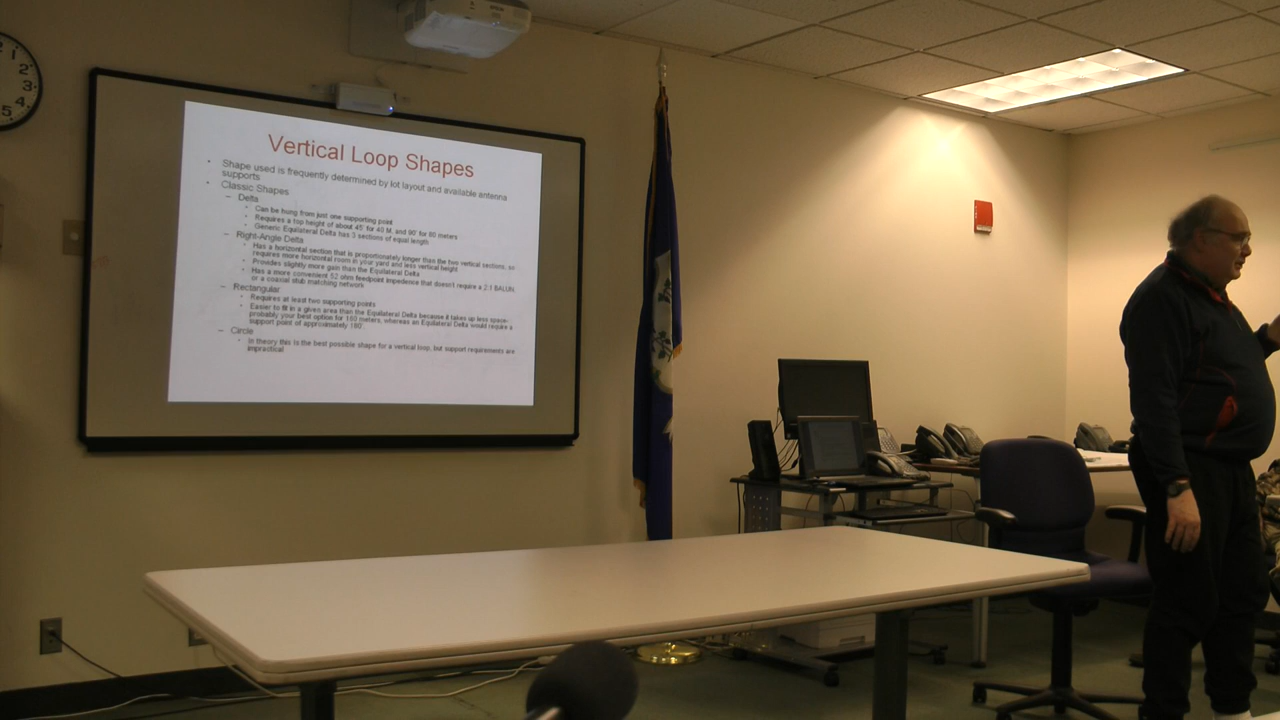 1
2
3
4
5
Vertical Loop Shapes
• Shape used is frequently determined by lot layout and available antenna
supports
• Classic Shapes
– Delta
• Can be hung from just one supporting point
• Requires a top height of about 45' for 40 M, and 90' for 80 meters
• Generic Equilateral Delta has 3 sections of equal length
– Right-Angle Delta
• Has a horizontal section that is proportionately longer than the two vertical sections, so
requires more horizontal room in your yard and less vertical height
• Provides slightly more gain than the Equilateral Delta
• Has a more convenient 52 ohm feedpoint impedence that doesn't require a 2:1 BALUN,
or a coaxial stub matching network
– Rectangular
• Requires at least two supporting points
• Easier to fit in a given area than the Equilateral Delta because it takes up less space-
probably your best option for 160 meters, whereas an Equilateral Delta would require a
support point of approximately 180'
– Circle
• In theory this is the best possible shape for a vertical loop, but support requirements are
impractical